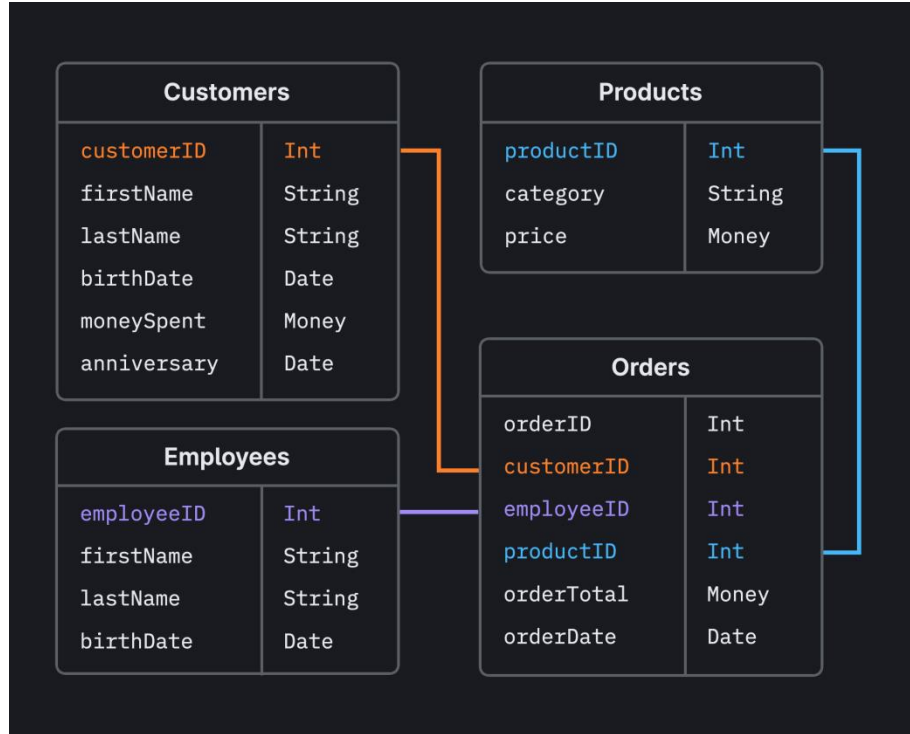 Customers
customerID Int
firstName String
lastName String
birthDate Date
moneySpent Money
anniversary Date
Products
productID Int
category String
price Money
Employees
employeeID Int
firstName String
lastName String
birthDate Date
Orders
orderID Int
customerID Int
employeeID Int
productID Int
orderTotal Money
orderDate Date